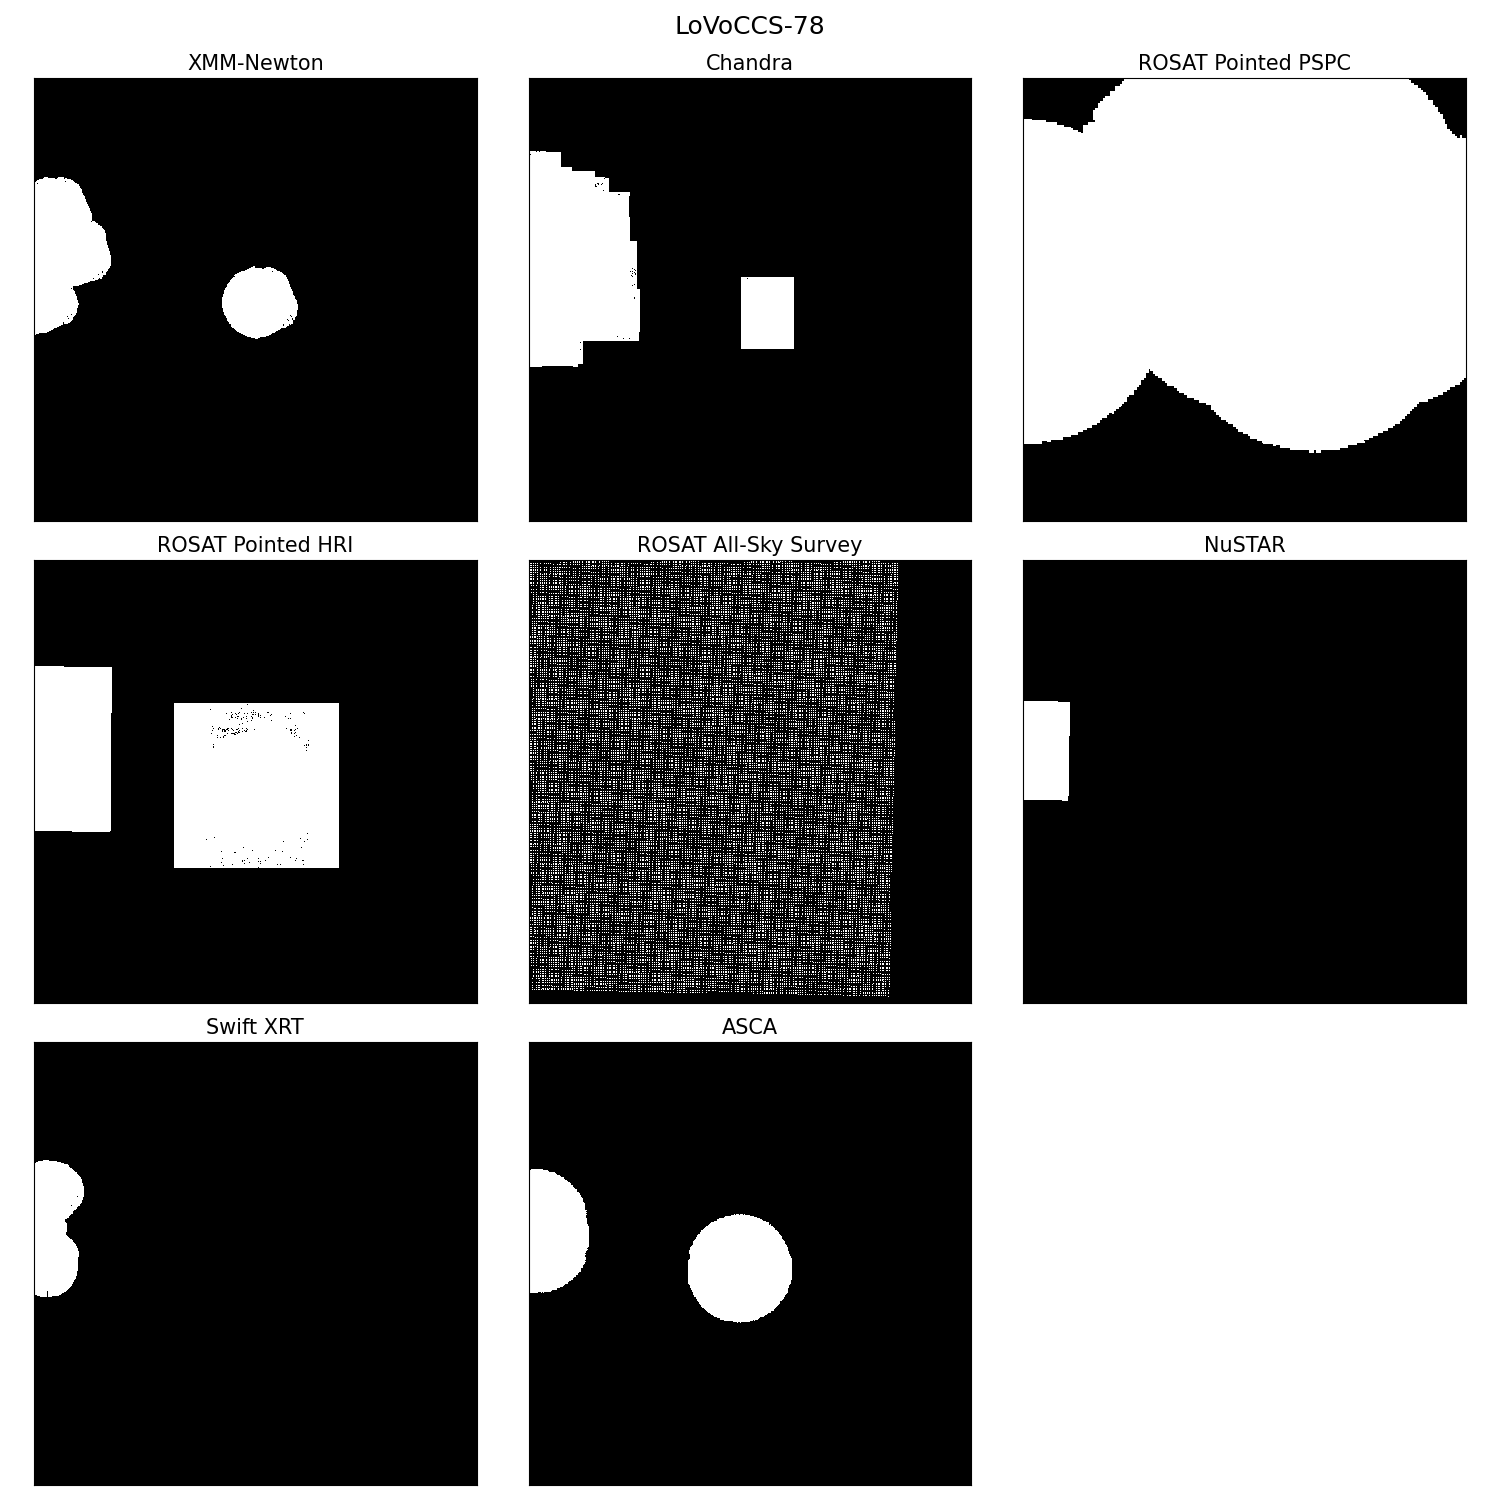 LoVoCCS-78
XMM-Newton
Chandra
ROSAT Pointed PSPC
ROSAT Pointed HRI
ROSAT All-Sky Survey
NuSTAR
Swift XRT
ASCA